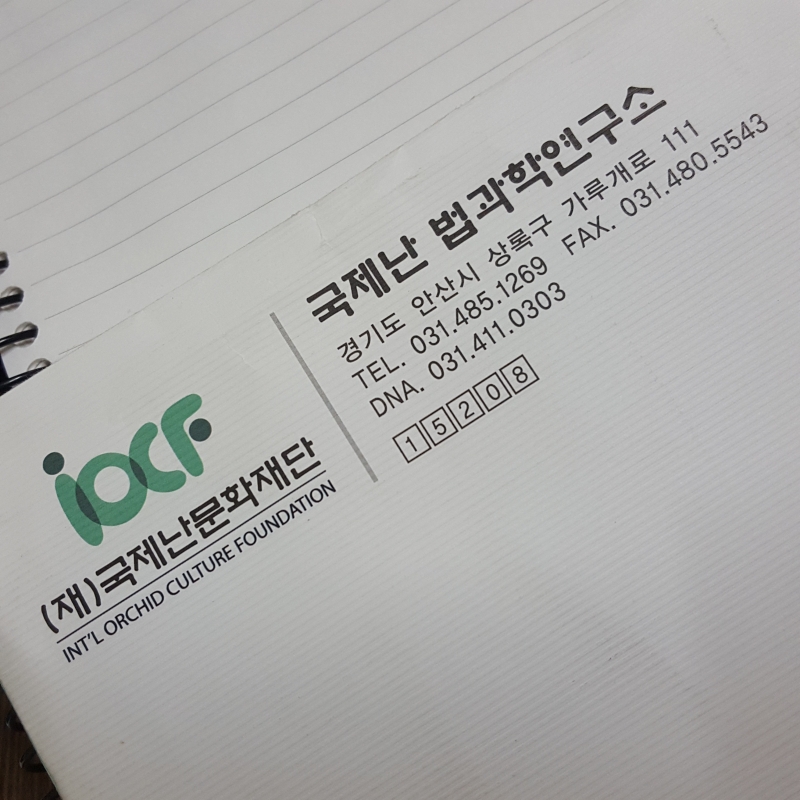 iOCF
(재)국제난문화재단
INT'L ORCHID CULTURE FOUNDATION
국제난 법과학연구소
경기도 안산시 상록구 가루개로 111
TEL. 031.485.1269 FAX. 031.480.5543
DNA. 031.411.0303
15208